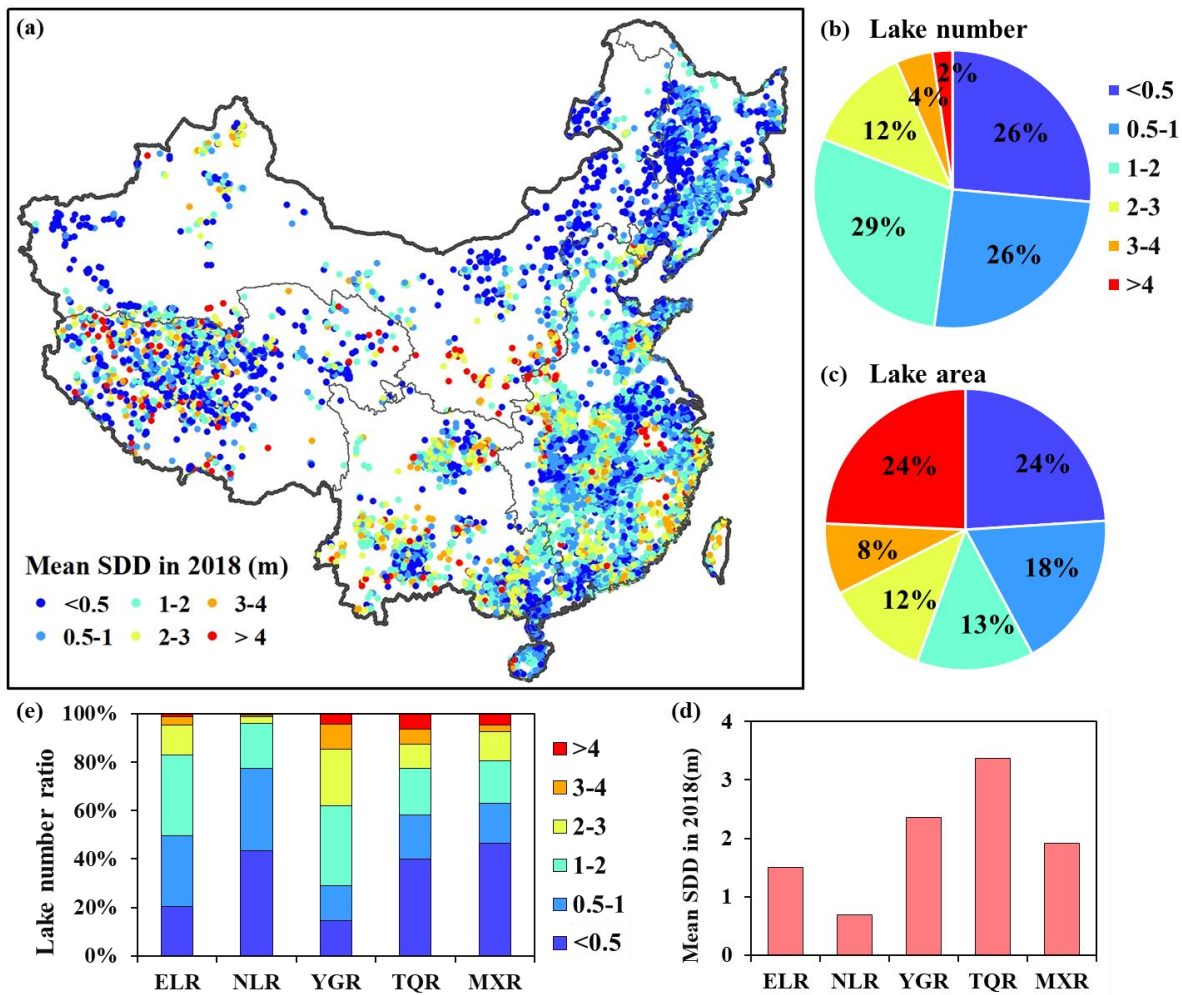 (a)
Mean SDD in 2018 (m)
<0.5 1-2 3-4
0.5-1 2-3 > 4
(b) Lake number
2%
4%
12%
26%
29%
26%
<0.5
0.5-1
1-2
2-3
3-4
>4
(c) Lake area
24% 24%
8%
18%
12%
13%
(e)
Lake number ratio
100%
80%
60%
40%
20%
0%
ELR NLR YGR TQR MXR
>4
3-4
2-3
1-2
0.5-1
<0.5
(d)
Mean SDD in 2018(m)
4
3
2
1
0
ELR NLR YGR TQR MXR